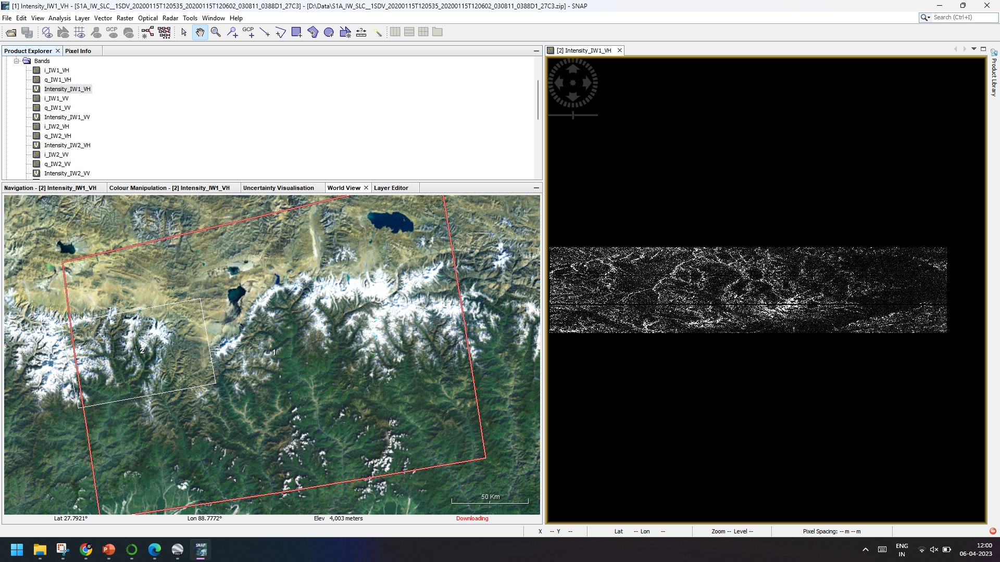 [1] Intensity_IW1_VH - [S1A_IW_SLC__1SDV_20200115T120535_20200115T120602_030811_0388D1_27C3] - [D:\Data\S1A_IW_SLC__1SDV_20200115T120535_20200115T120602_030811_0388D1_27C3.zip] - SNAP
File Edit View Analysis Layer Vector Raster Optical Radar Tools Window Help
Search (Ctrl+I)
GCP
GCP
Product Explorer
Pixel Info
[2] Intensity_IW1_VH
Product Library
Bands
i_IW1_VH
q_IW1_VH
Intensity_IW1_VH
i_IW1_VV
q_IW1_VV
Intensity_IW1_VV
i_IW2_VH
q_IW2_VH
Intensity_IW2_VH
i_IW2_VV
q_IW2_VV
Intensity_IW2_VV
Navigation - [2] Intensity_IW1_VH
Colour Manipulation - [2] Intensity_IW1_VH
Uncertainty Visualisation
World View
Layer Editor
2
1
50 Km
Lat 27.7921° Lon 88.7772° Elev 4,003 meters Downloading
X -- Y -- Lat -- Lon -- Zoom -- Level -- Pixel Spacing: -- m -- m
SNAP
ENG
IN
12:00
06-04-2023